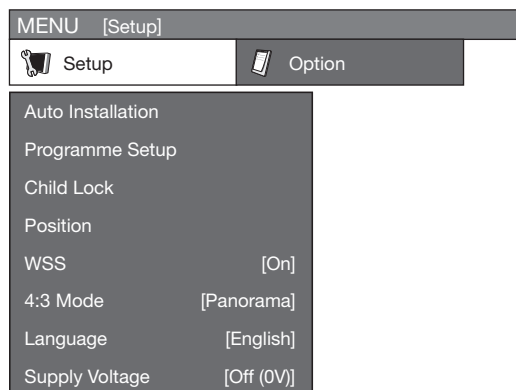 MENU [Setup]
Setup Option
Auto Installation
Programme Setup
Child Lock
Position
WSS [On]
4:3 Mode [Panorama]
Language [English]
Supply Voltage [Off (0V)]